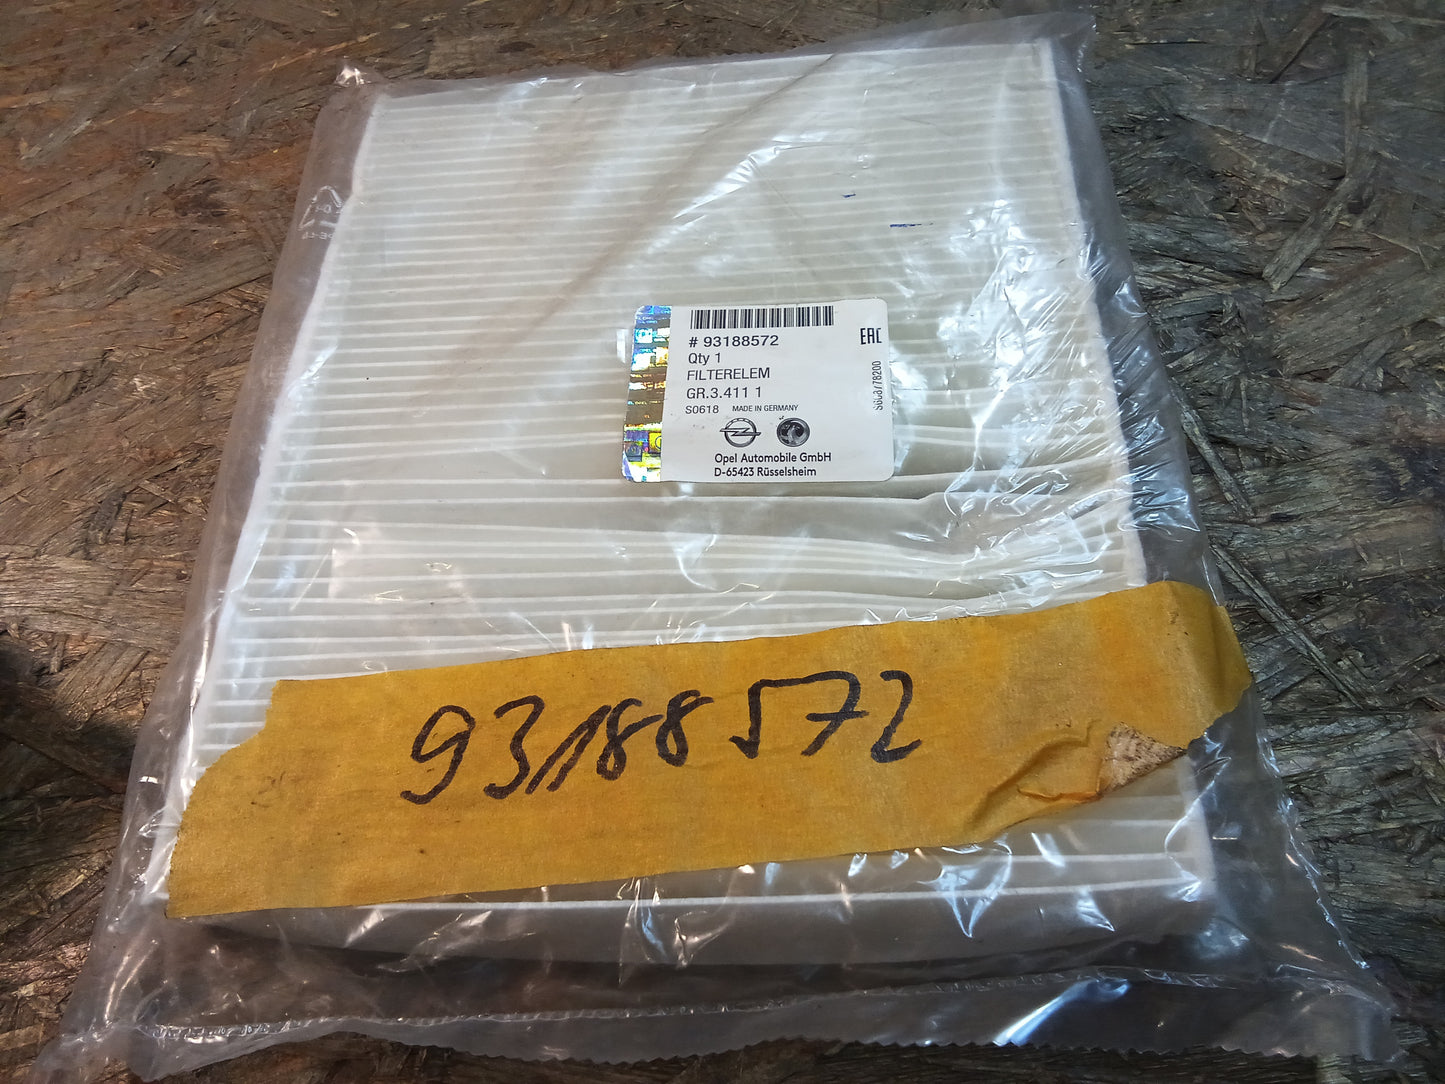 # 93188572
Qty 1
FILTERELEM
GR.3.411 1
S0618 MADE IN GERMANY
Opel Automobile GmbH
D-65423 Rüsselsheim
EAC
93188572